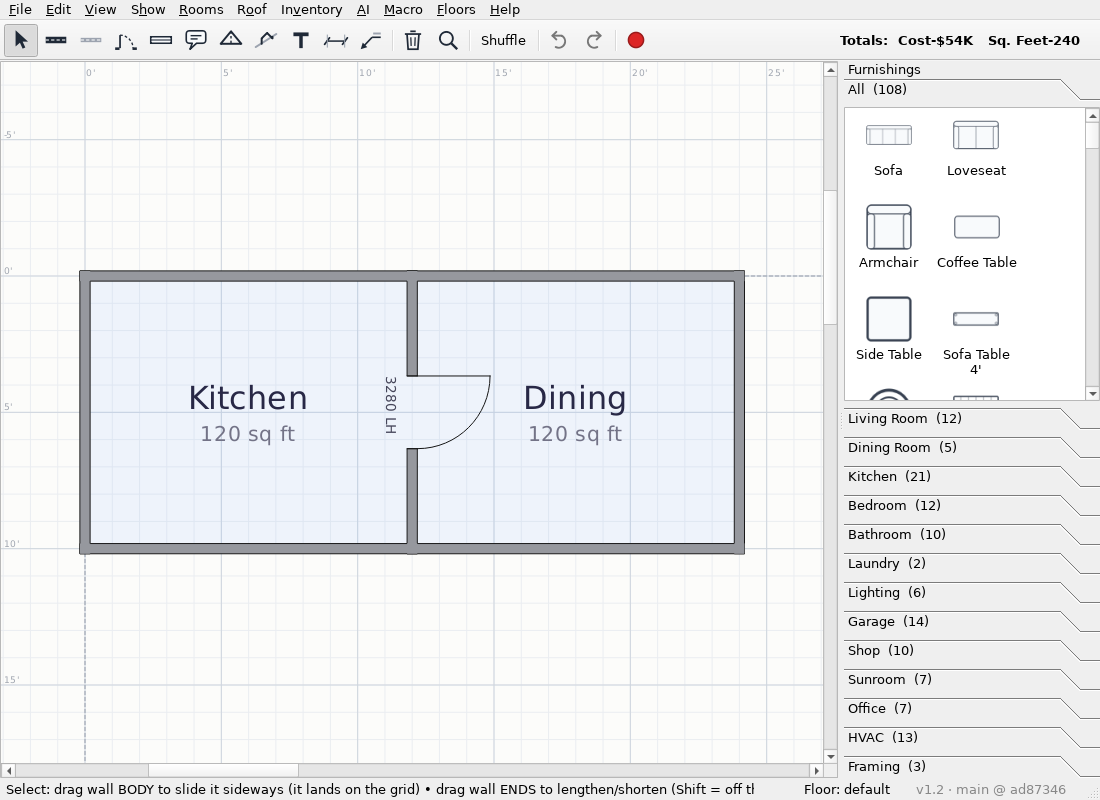 File Edit View Show Rooms Roof Inventory AI Macro Floors Help
Shuffle
Totals: Cost-$54K Sq. Feet-240
0' 5' 10' 15' 20' 25'
-5'
0'
5'
10'
15'
Kitchen
120 sq ft
3280 LH
Dining
120 sq ft
Furnishings
All (108)
Sofa Loveseat
Armchair Coffee Table
Side Table Sofa Table
4'
Living Room (12)
Dining Room (5)
Kitchen (21)
Bedroom (12)
Bathroom (10)
Laundry (2)
Lighting (6)
Garage (14)
Shop (10)
Sunroom (7)
Office (7)
HVAC (13)
Framing (3)
Select: drag wall BODY to slide it sideways (it lands on the grid) • drag wall ENDS to lengthen/shorten (Shift = off th
Floor: default v1.2 · main @ ad87346